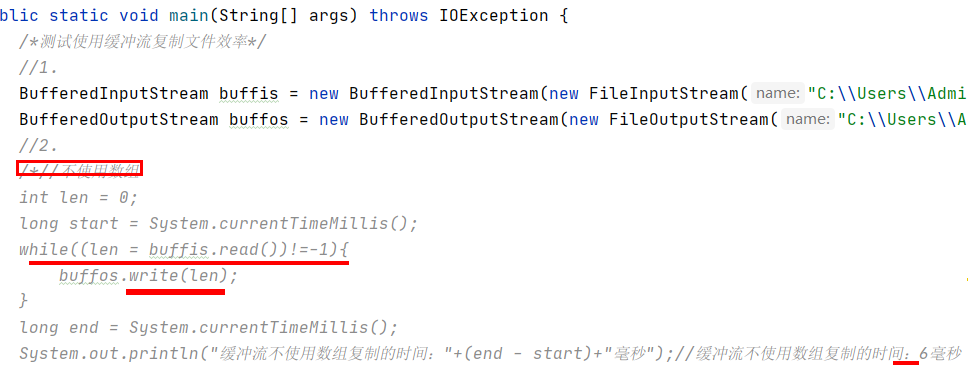 blic static void main(String[] args) throws IOException {
/*测试使用缓冲流复制文件效率*/
//1.
BufferedInputStream buffis = new BufferedInputStream(new FileInputStream( name: "C:\\Users\\Admi
BufferedOutputStream buffos = new BufferedOutputStream(new FileOutputStream( name: "C:\\Users\\A
//2.
/*//不使用数组
int len = 0;
long start = System.currentTimeMillis();
while((len = buffis.read())!=-1){
buffos.write(len);
}
long end = System.currentTimeMillis();
System.out.println("缓冲流不使用数组复制的时间："+(end - start)+"毫秒");//缓冲流不使用数组复制的时间：6毫秒